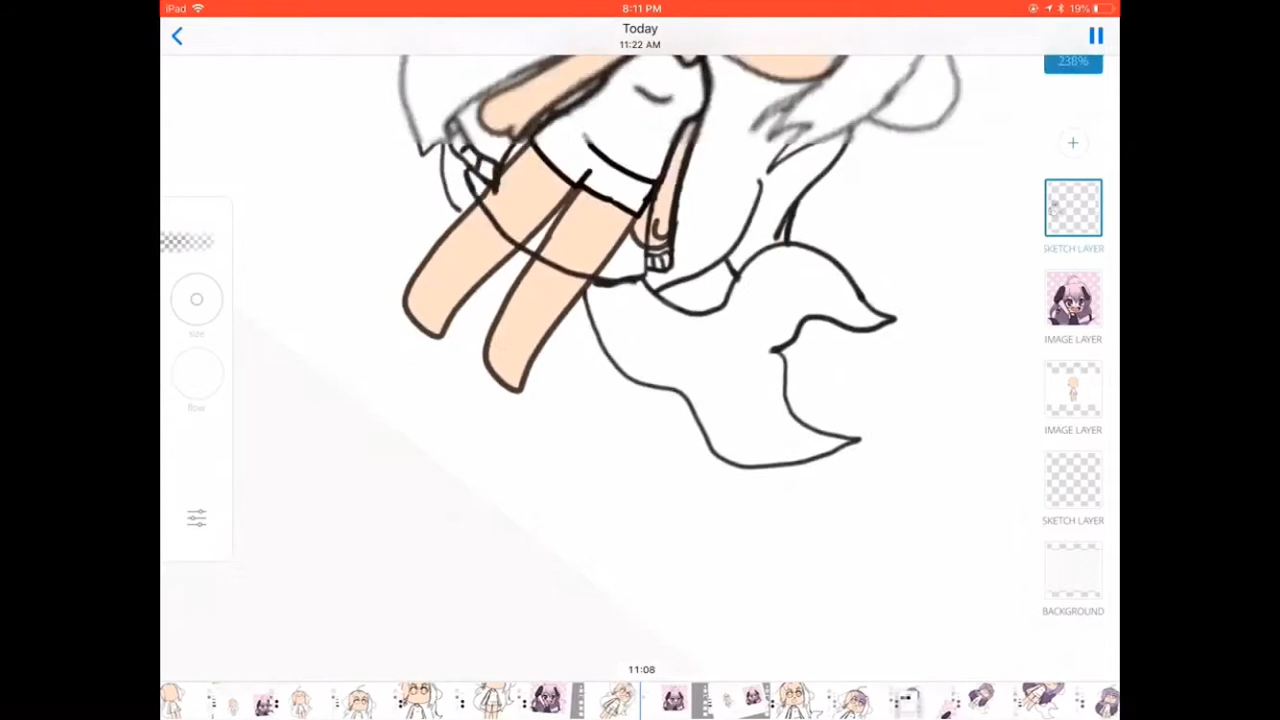 iPad
8:11 PM
19%
Today
11:22 AM
238%
SKETCH LAYER
IMAGE LAYER
size
flow
IMAGE LAYER
SKETCH LAYER
BACKGROUND
11:08